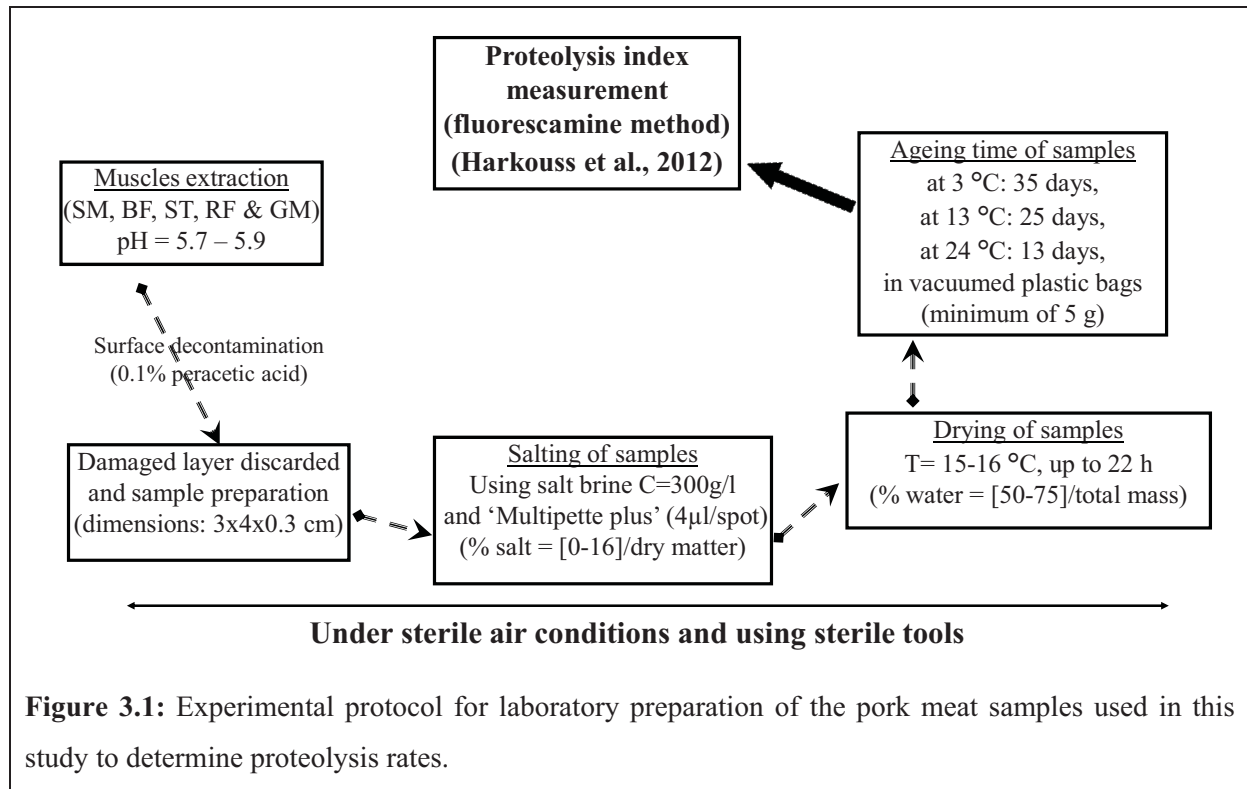 Proteolysis index
measurement
(fluorescamine method)
(Harkouss et al., 2012)
Muscles extraction
(SM, BF, ST, RF & GM)
pH = 5.7 – 5.9
Surface decontamination
(0.1% peracetic acid)
Damaged layer discarded
and sample preparation
(dimensions: 3x4x0.3 cm)
Salting of samples
Using salt brine C=300g/l
and ‘Multipette plus’ (4µl/spot)
(% salt = [0-16]/dry matter)
Drying of samples
T= 15-16 °C, up to 22 h
(% water = [50-75]/total mass)
Ageing time of samples
at 3 °C: 35 days,
at 13 °C: 25 days,
at 24 °C: 13 days,
in vacuumed plastic bags
(minimum of 5 g)
Under sterile air conditions and using sterile tools
Figure 3.1: Experimental protocol for laboratory preparation of the pork meat samples used in this
study to determine proteolysis rates.